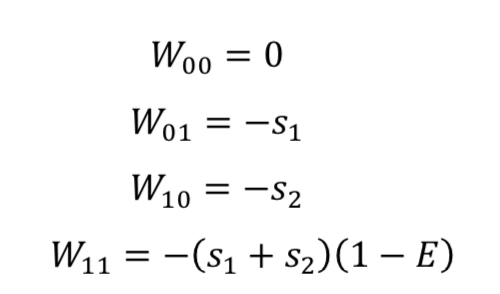 W₀₀ = 0
W₀₁ = −s₁
W₁₀ = −s₂
W₁₁ = −(s₁ + s₂)(1 − E)